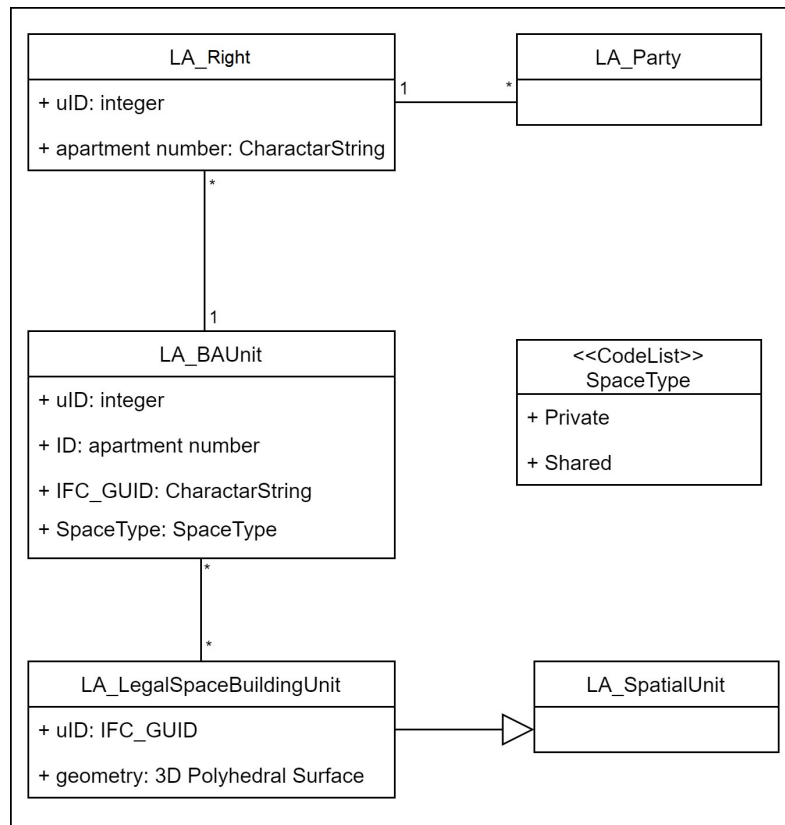 LA_Right
+ uID: integer
+ apartment number: CharactarString
LA_Party
1
*
*
1
LA_BAUnit
+ uID: integer
+ ID: apartment number
+ IFC_GUID: CharactarString
+ SpaceType: SpaceType
<<CodeList>>
SpaceType
+ Private
+ Shared
*
*
LA_LegalSpaceBuildingUnit
+ uID: IFC_GUID
+ geometry: 3D Polyhedral Surface
LA_SpatialUnit